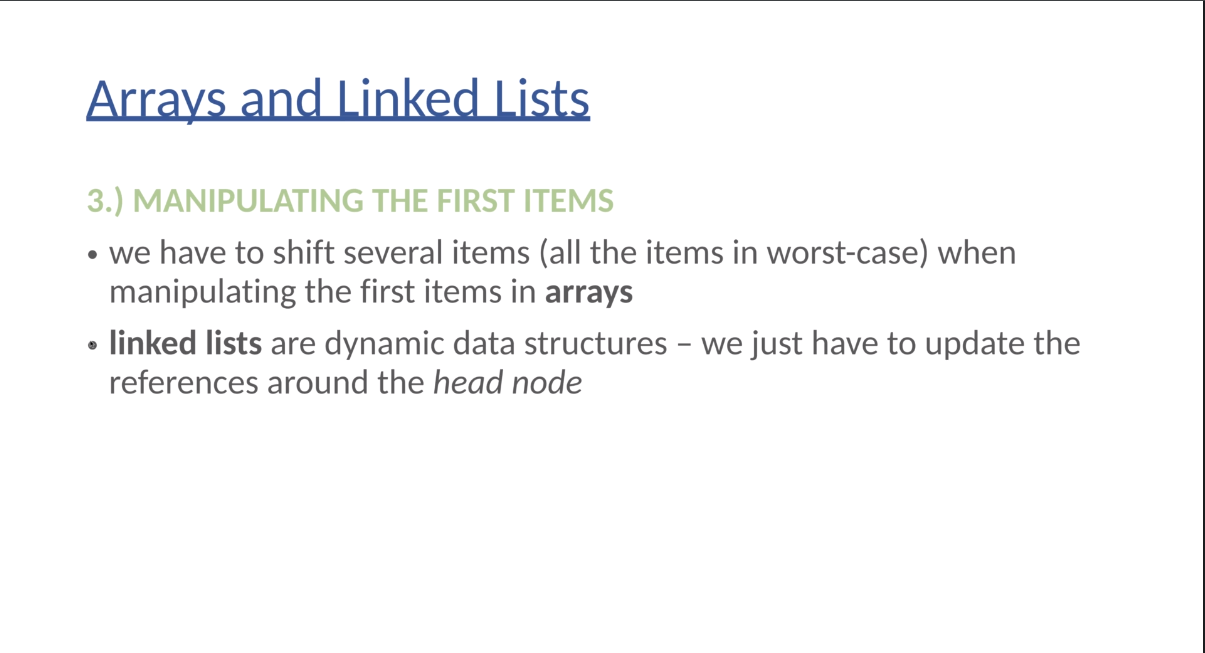 Arrays and Linked Lists
3.) MANIPULATING THE FIRST ITEMS
• we have to shift several items (all the items in worst-case) when
manipulating the first items in arrays
• linked lists are dynamic data structures – we just have to update the
references around the head node